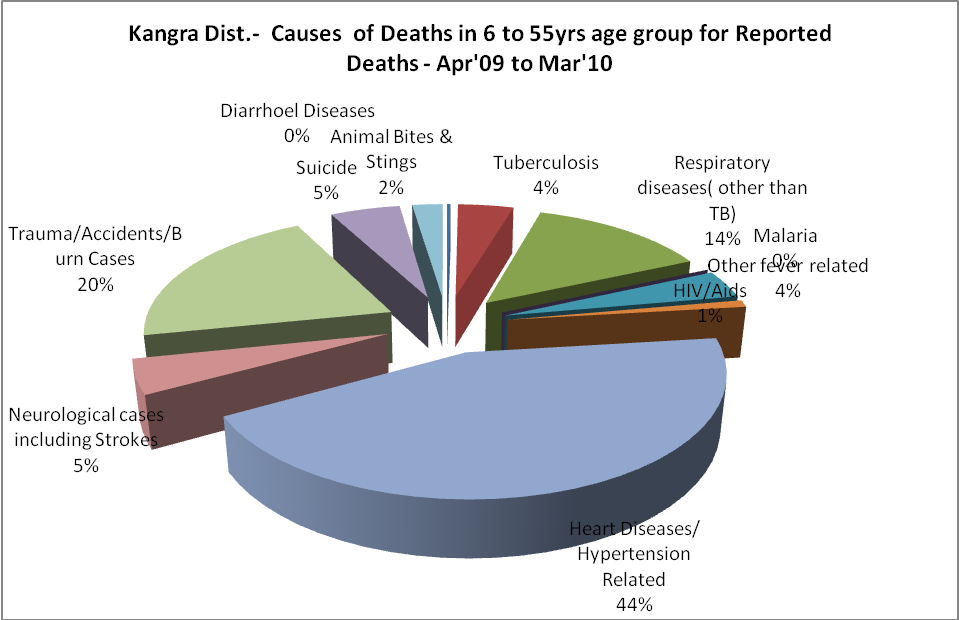 Kangra Dist.-  Causes  of Deaths in 6 to 55yrs age group for Reported
Deaths - Apr'09 to Mar'10
Diarrhoel Diseases
0%
Animal Bites &
Stings
2%
Suicide
5%
Tuberculosis
4%
Respiratory
diseases( other than
TB)
14%
Malaria
0%
Other fever related
4%
HIV/Aids
1%
Trauma/Accidents/B
urn Cases
20%
Neurological cases
including Strokes
5%
Heart Diseases/
Hypertension
Related
44%